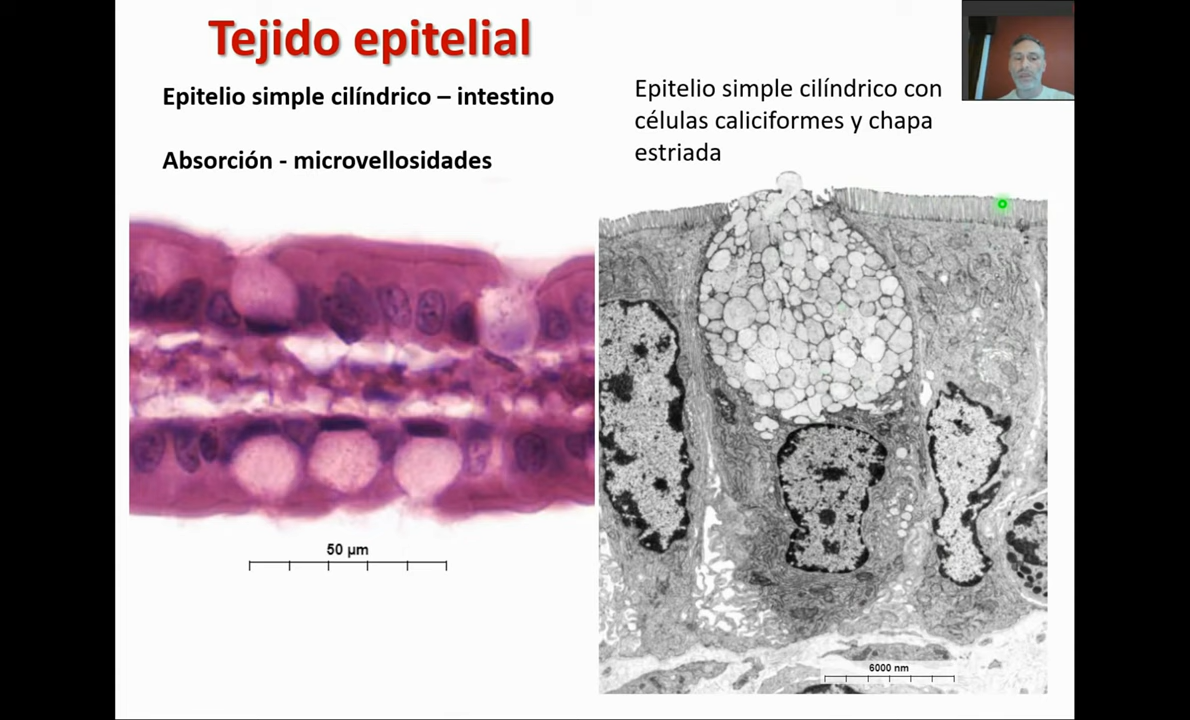 Tejido epitelial
Epitelio simple cilíndrico – intestino
Absorción - microvellosidades
Epitelio simple cilíndrico con
células caliciformes y chapa
estriada
50 µm
6000 nm